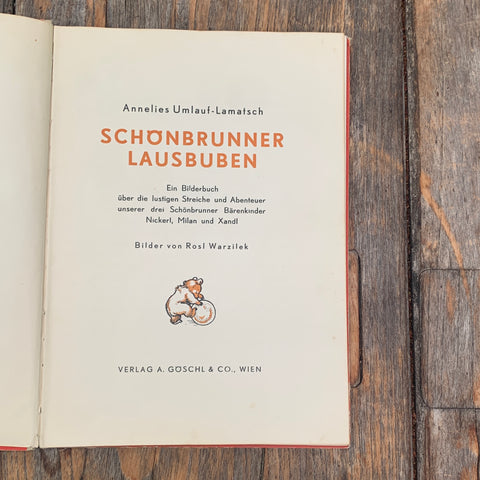 Annelies Umlauf-Lamatsch
SCHÖNBRUNNER
LAUSBUBEN
Ein Bilderbuch
über die lustigen Streiche und Abenteuer
unserer drei Schönbrunner Bärenkinder
Nickerl, Milan und Xandl
Bilder von Rosl Warzilek
VERLAG A. GÖSCHL & CO., WIEN